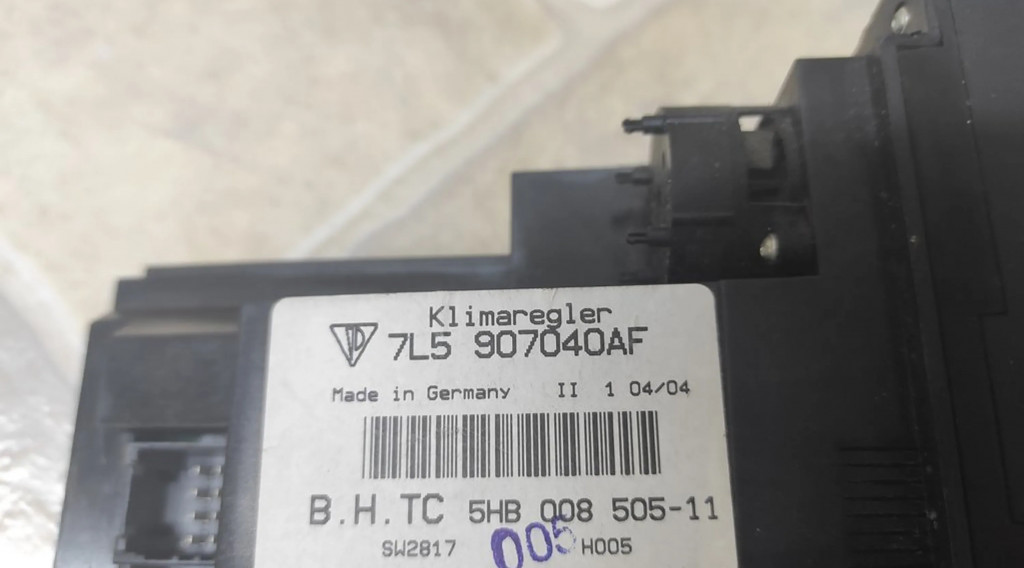 Klimaregler
7L5 907040AF
Made in Germany II 1 04/04
B.H.TC 5HB 008 505-11
SW2817 005 H005